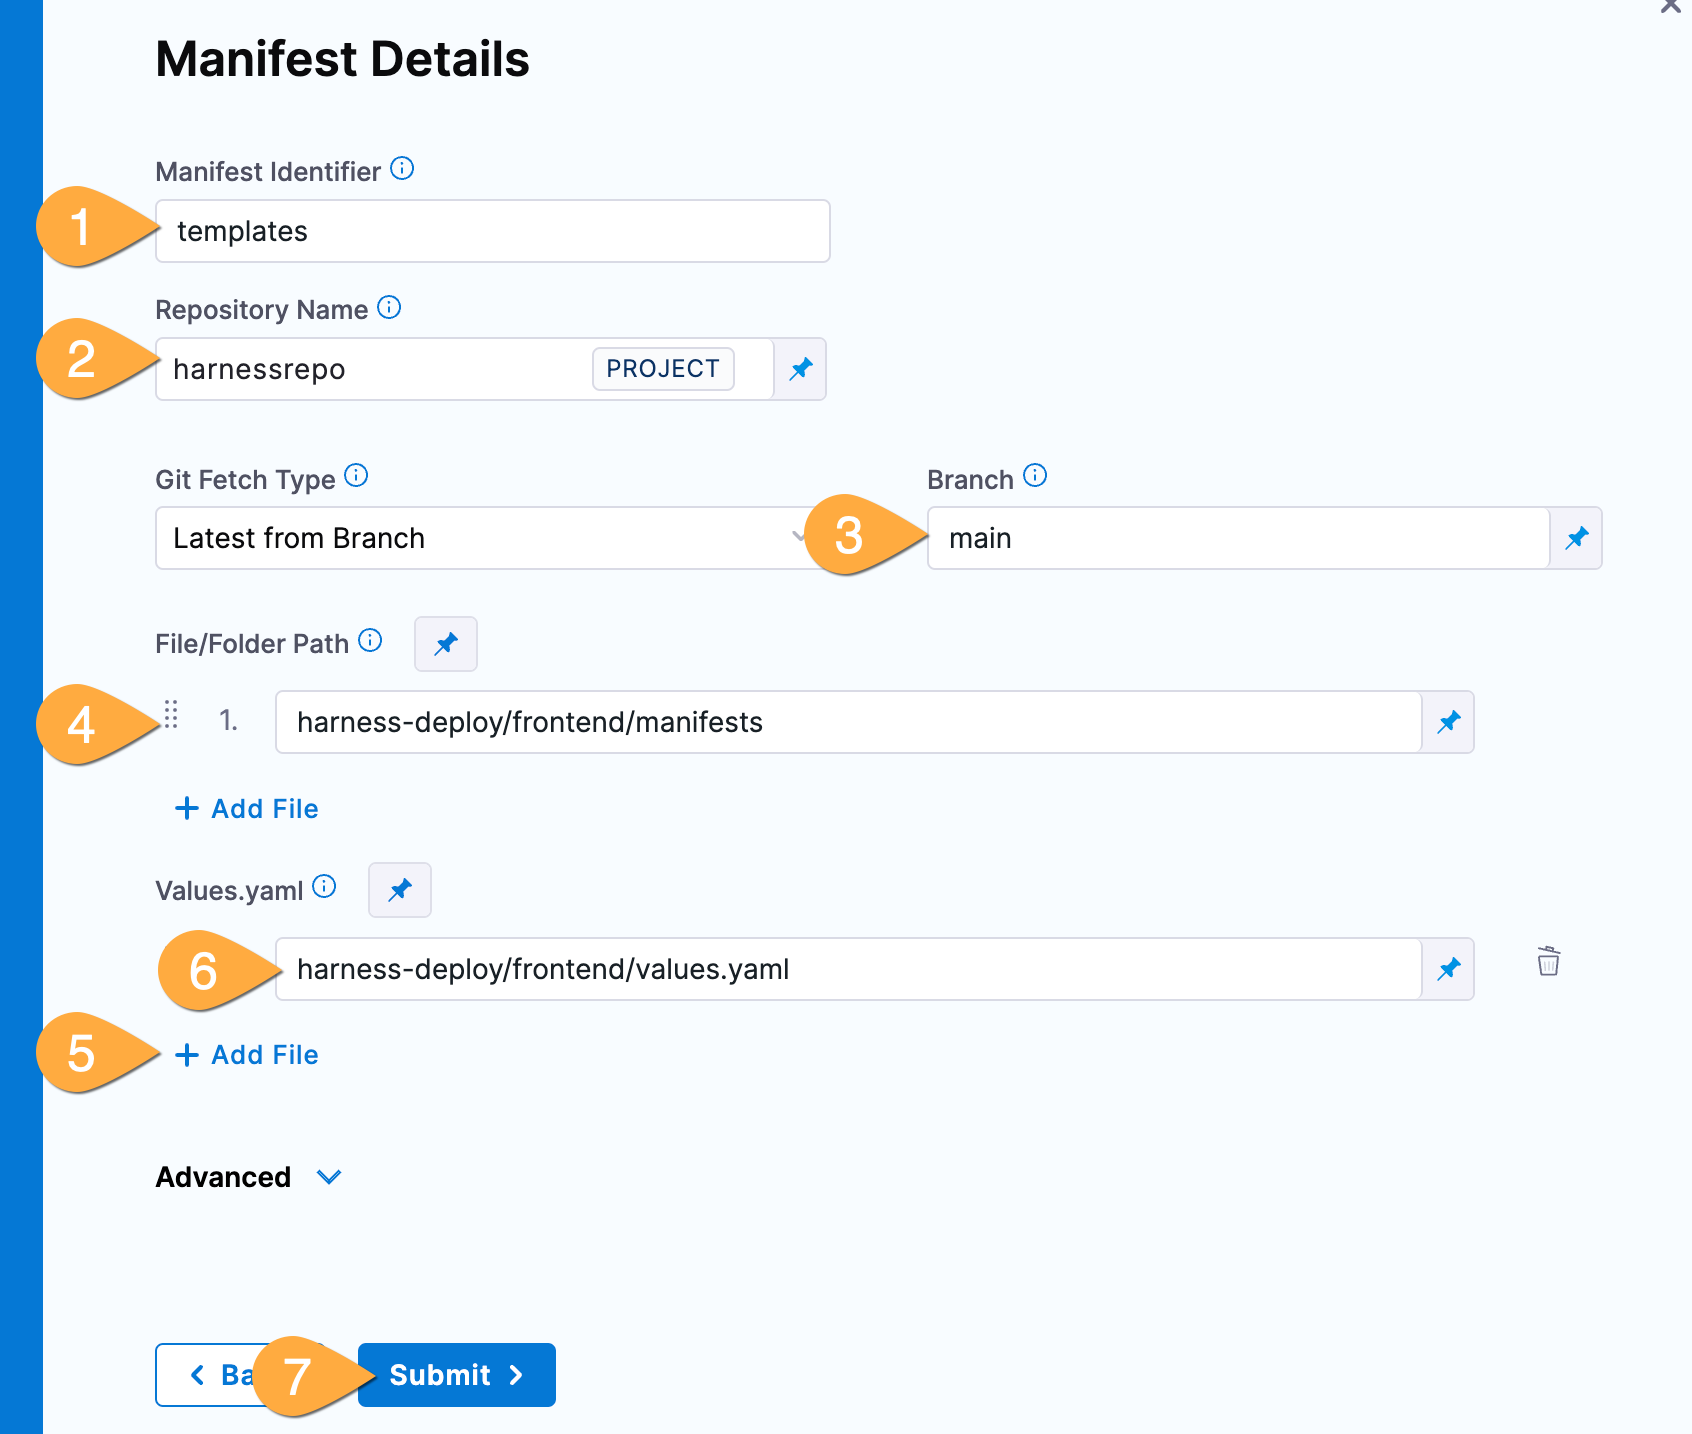 Manifest Details
Manifest Identifier
1 templates
Repository Name
2 harnessrepo PROJECT
Git Fetch Type Branch
Latest from Branch 3 main
File/Folder Path
4 1. harness-deploy/frontend/manifests
+ Add File
Values.yaml
6 harness-deploy/frontend/values.yaml
5 + Add File
Advanced
Ba 7 Submit